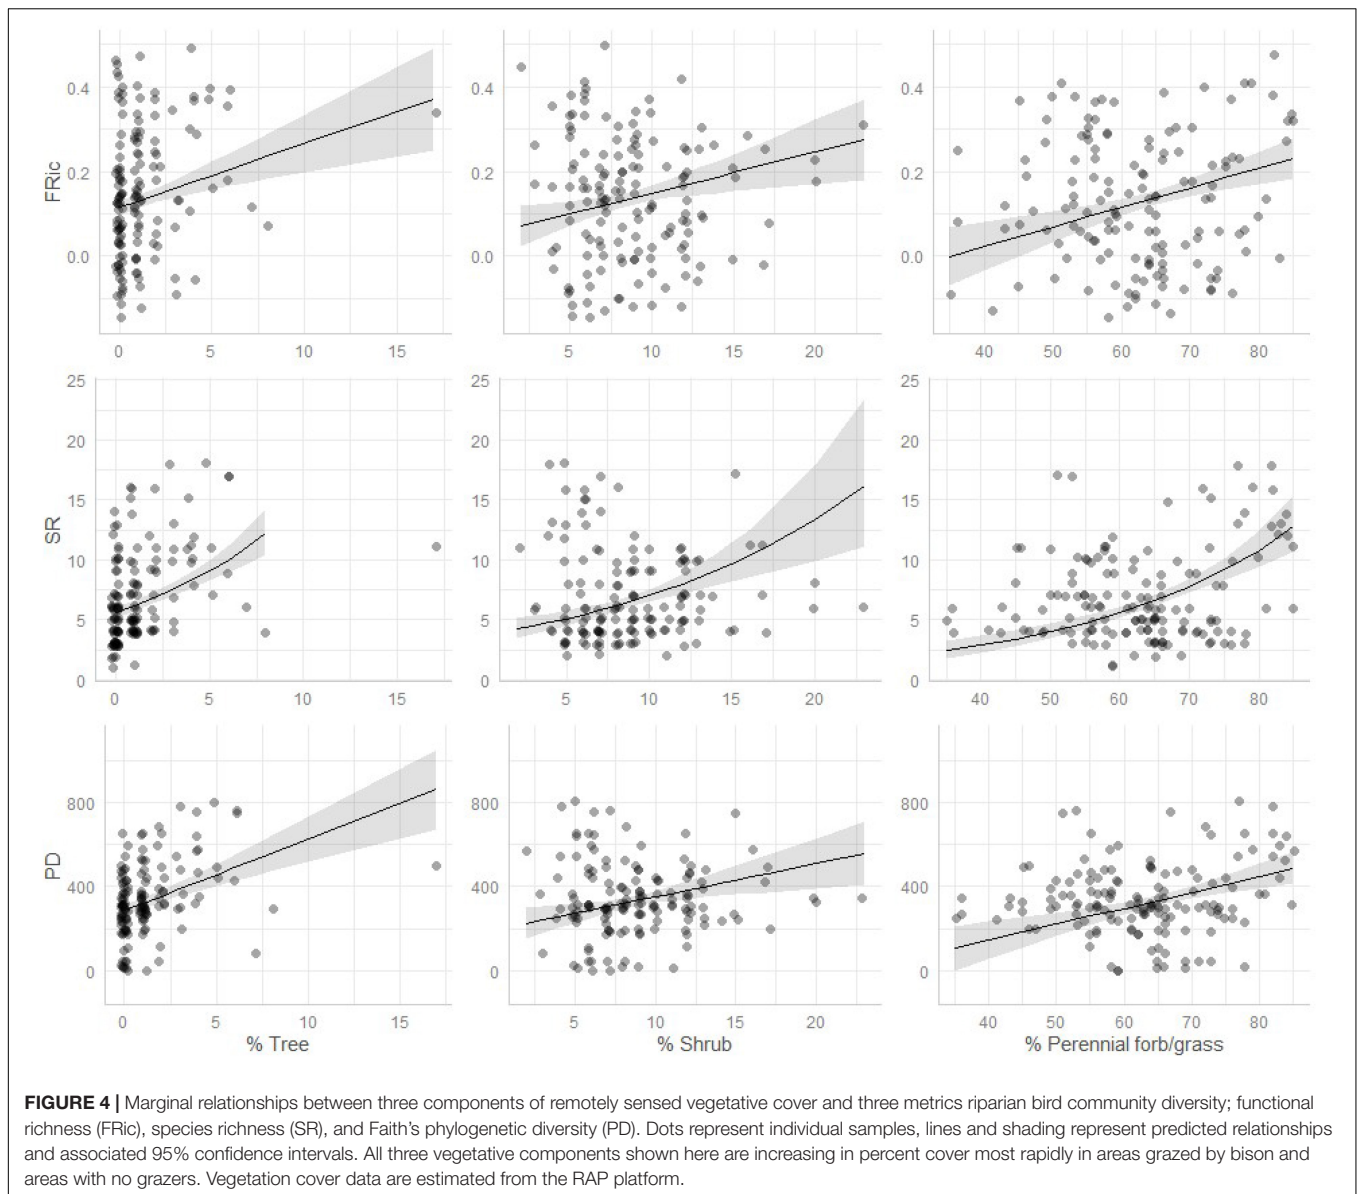 0.4
0.2
0.0
FRic
0 5 10 15
0.4
0.2
0.0
5 10 15 20
0.4
0.2
0.0
40 50 60 70 80
25
20
15
10
5
0
SR
0 5 10 15
25
20
15
10
5
0
5 10 15 20
25
20
15
10
5
0
40 50 60 70 80
800
400
0
PD
0 5 10 15
% Tree
800
400
0
5 10 15 20
% Shrub
800
400
0
40 50 60 70 80
% Perennial forb/grass
FIGURE 4 | Marginal relationships between three components of remotely sensed vegetative cover and three metrics riparian bird community diversity; functional
richness (FRic), species richness (SR), and Faith's phylogenetic diversity (PD). Dots represent individual samples, lines and shading represent predicted relationships
and associated 95% confidence intervals. All three vegetative components shown here are increasing in percent cover most rapidly in areas grazed by bison and
areas with no grazers. Vegetation cover data are estimated from the RAP platform.